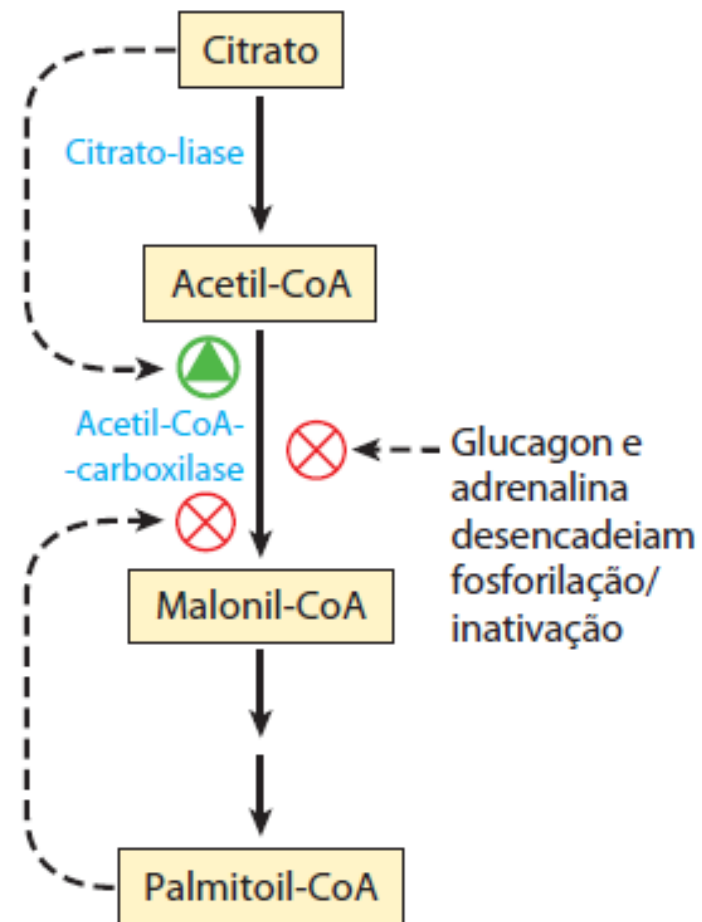 Citrato
Citrato-liase
Acetil-CoA
Acetil-CoA-
-carboxilase
Glucagon e
adrenalina
desencadeiam
fosforilação/
inativação
Malonil-CoA
Palmitoil-CoA